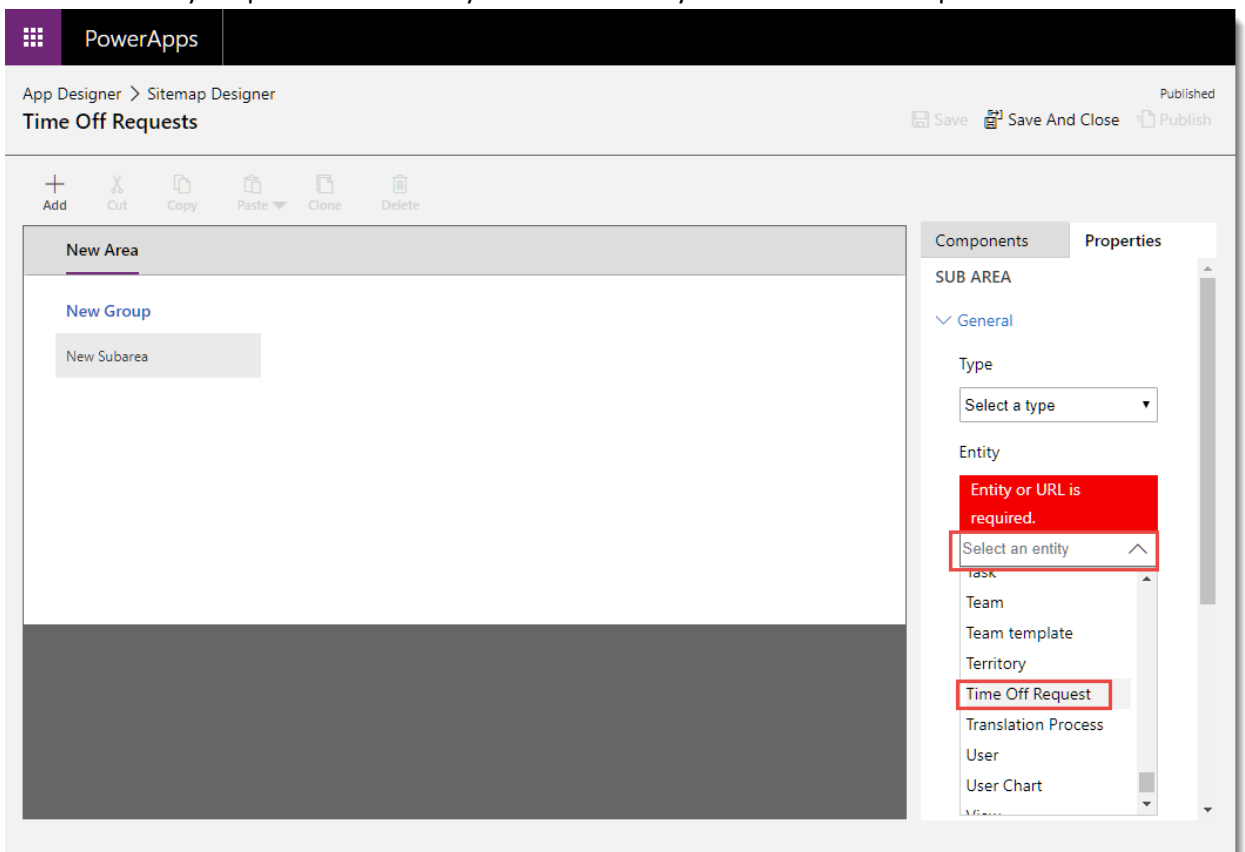 PowerApps
App Designer > Sitemap Designer
Published
Time Off Requests
Save Save And Close Publish
Add Cut Copy Paste Clone Delete
New Area
Components Properties
SUB AREA
New Group
General
New Subarea
Type
Select a type
Entity
Entity or URL is
required.
Select an entity
Task
Team
Team template
Territory
Time Off Request
Translation Process
User
User Chart
View